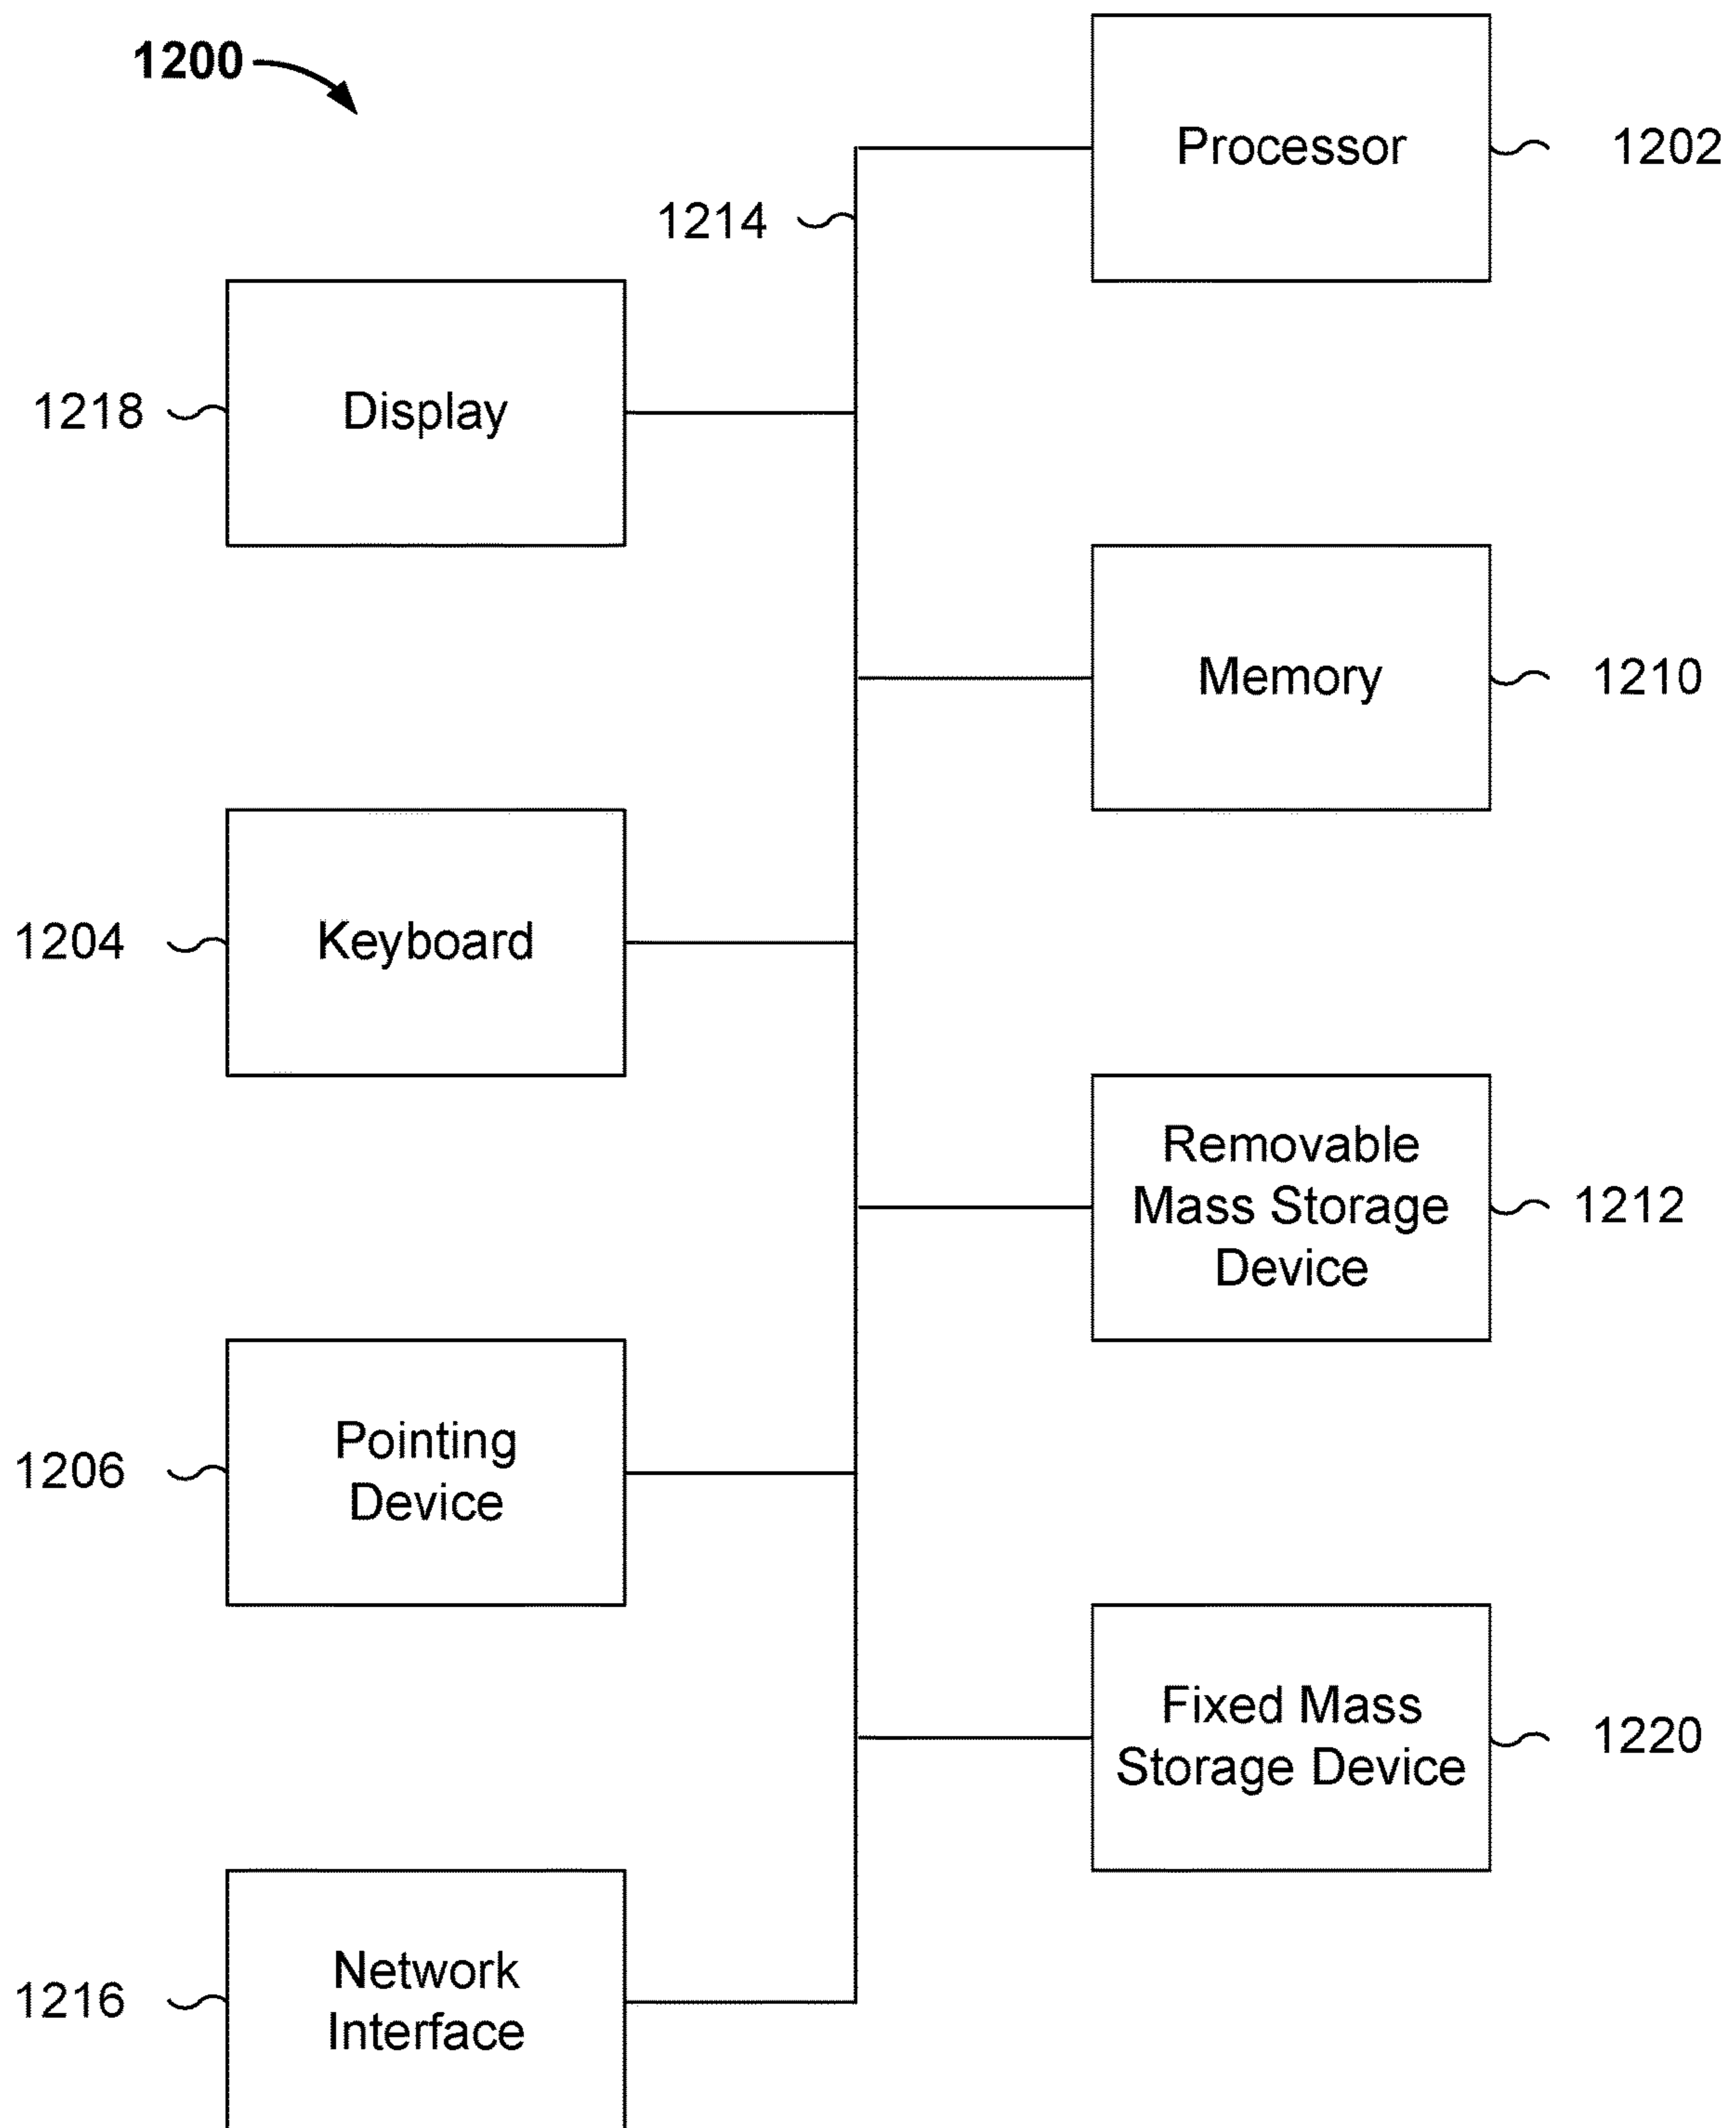 1200
Processor
1202
1214
1218
Display
Memory
1210
1204
Keyboard
Removable
Mass Storage
Device
1212
1206
Pointing
Device
Fixed Mass
Storage Device
1220
1216
Network
Interface